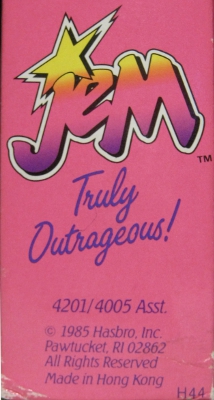 JEM
TM
Truly
Outrageous!
4201/4005 Asst.
© 1985 Hasbro, Inc.
Pawtucket, RI 02862
All Rights Reserved
Made in Hong Kong
H44